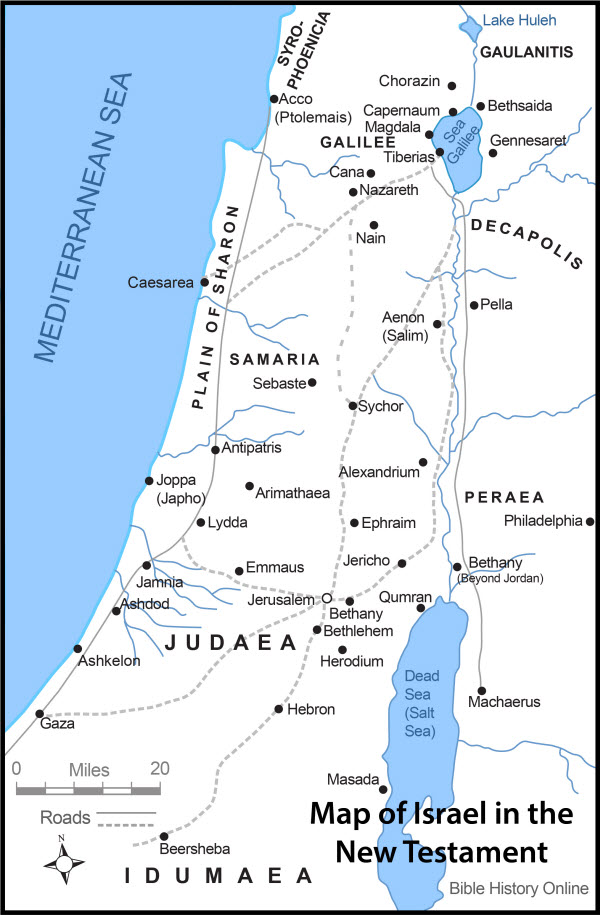 Lake Huleh
SYRO-
PHOENICIA
GAULANITIS
Chorazin
Acco
(Ptolemais)
Capernaum
Bethsaida
MEDITERRANEAN SEA
Magdala
Sea
Galilee
GALILEE
Gennesaret
Tiberias
Cana
Nazareth
DECAPOLIS
Nain
PLAIN OF SHARON
Caesarea
Pella
Aenon
(Salim)
SAMARIA
Sebaste
Sychor
Antipatris
Alexandrium
Joppa
(Japho)
Arimathaea
PERAEA
Lydda
Ephraim
Philadelphia
Emmaus
Jericho
Bethany
(Beyond Jordan)
Jamnia
Jerusalem
Qumran
Ashdod
Bethany
Bethlehem
JUDAEA
Ashkelon
Herodium
Dead
Sea
(Salt
Sea)
Machaerus
Hebron
Gaza
0 Miles 20
Masada
Roads
Map of Israel in the
New Testament
N
Beersheba
IDUMAEA
Bible History Online